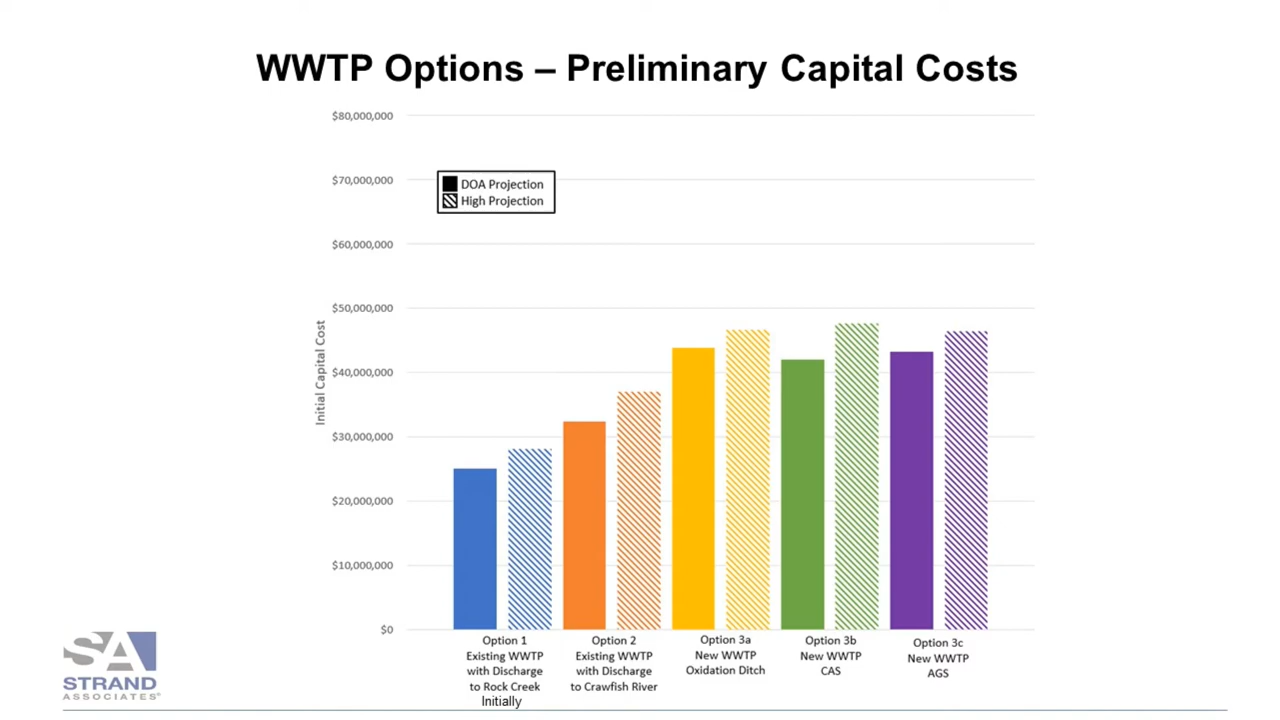 WWTP Options – Preliminary Capital Costs
$80,000,000
$70,000,000
$60,000,000
$50,000,000
$40,000,000
$30,000,000
$20,000,000
$10,000,000
$0
Initial Capital Cost
DOA Projection
High Projection
Option 1
Existing WWTP
with Discharge
to Rock Creek
Initially
Option 2
Existing WWTP
with Discharge
to Crawfish River
Option 3a
New WWTP
Oxidation Ditch
Option 3b
New WWTP
CAS
Option 3c
New WWTP
AGS
SA
STRAND
ASSOCIATES®